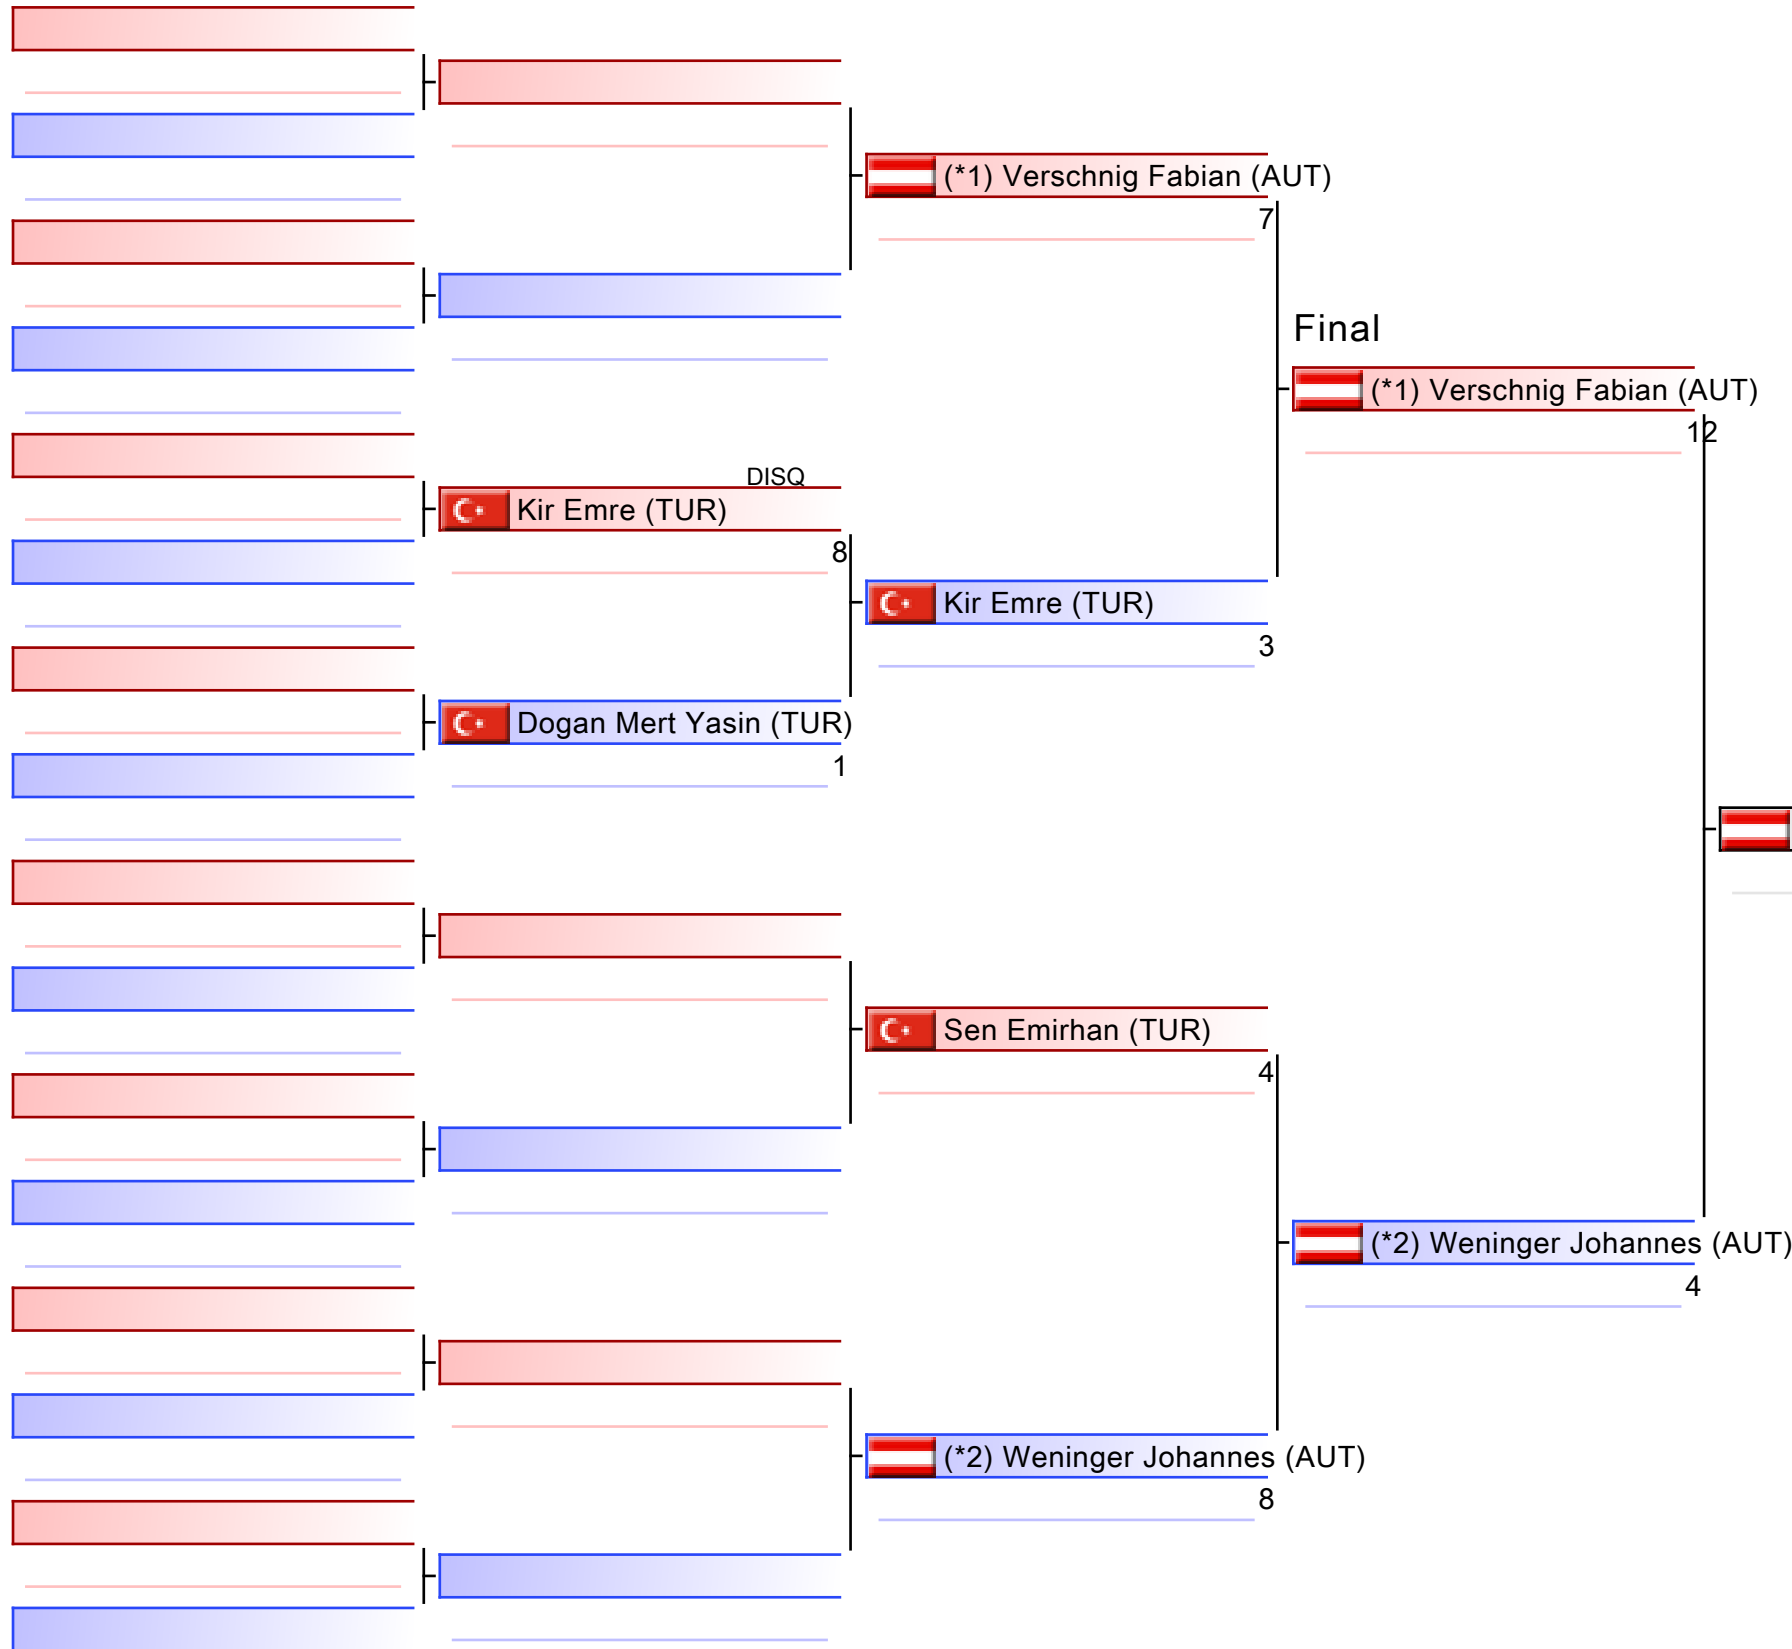 (*1) Verschnig Fabian (AUT)
7
Final
(*1) Verschnig Fabian (AUT)
12
DISQ
Kir Emre (TUR)
8
Kir Emre (TUR)
3
Dogan Mert Yasin (TUR)
1
Sen Emirhan (TUR)
4
(*2) Weninger Johannes (AUT)
4
(*2) Weninger Johannes (AUT)
8